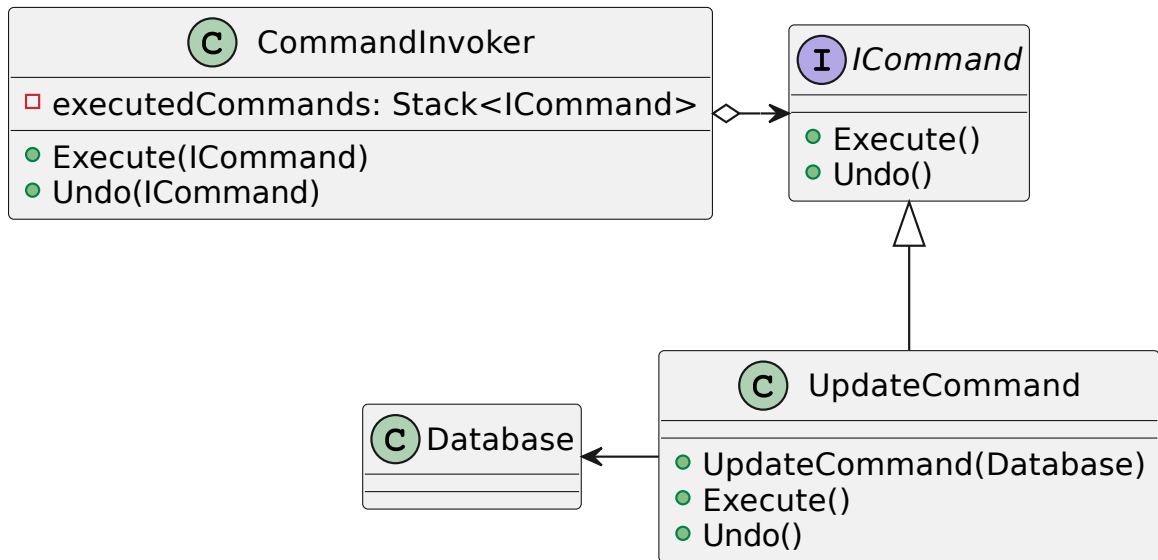 C CommandInvoker
executedCommands: Stack<ICommand>
Execute(ICommand)
Undo(ICommand)
I ICommand
Execute()
Undo()
C Database
C UpdateCommand
UpdateCommand(Database)
Execute()
Undo()